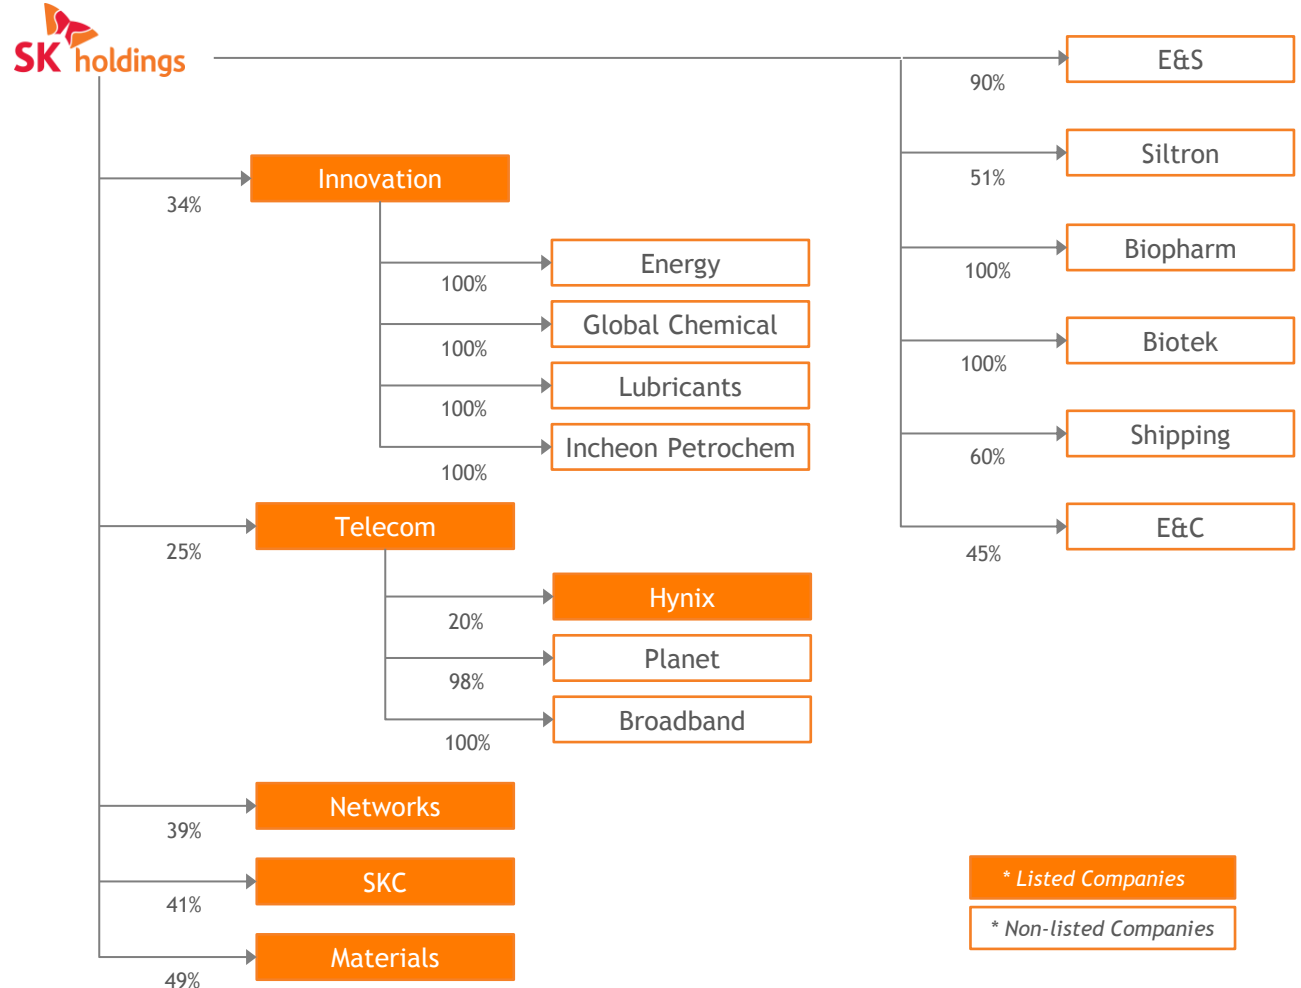 SK holdings
Innovation
34%
Energy
100%
Global Chemical
100%
Lubricants
100%
Incheon Petrochem
100%
Telecom
25%
Hynix
20%
Planet
98%
Broadband
100%
Networks
39%
SKC
41%
Materials
49%
E&S
90%
Siltron
51%
Biopharm
100%
Biotek
100%
Shipping
60%
E&C
45%
* Listed Companies
* Non-listed Companies